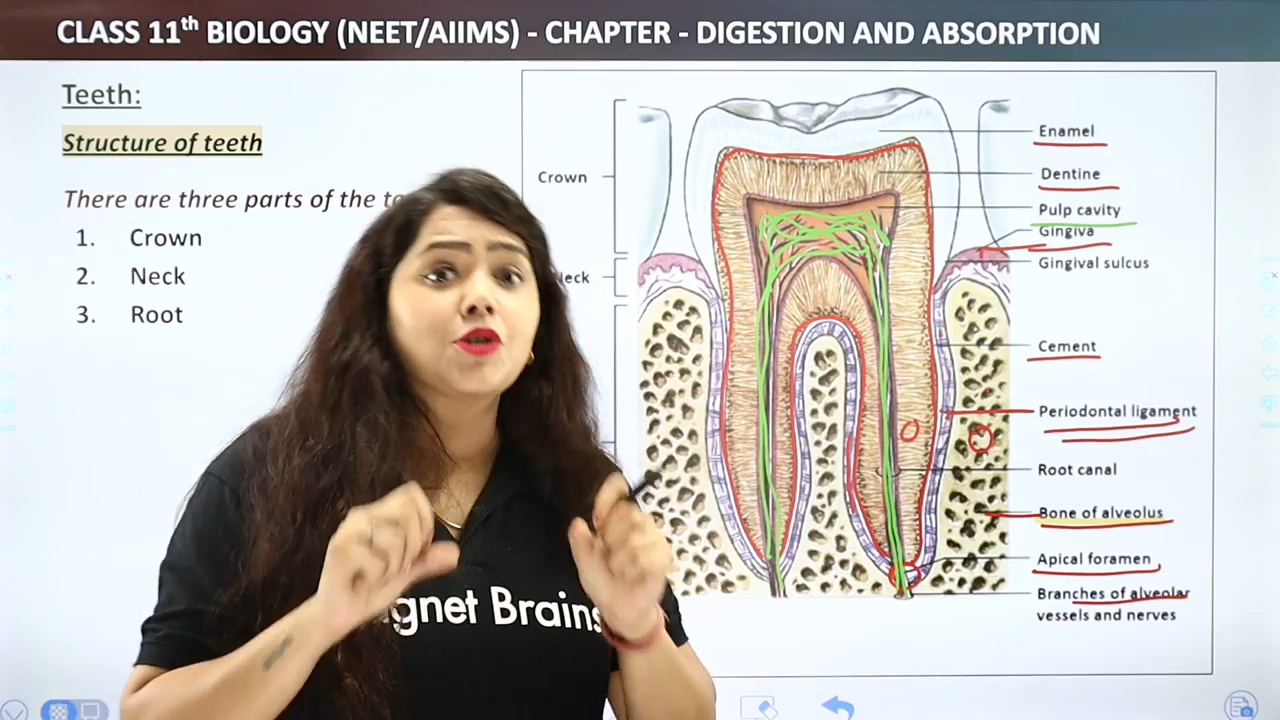 CLASS 11th BIOLOGY (NEET/AIIMS) - CHAPTER - DIGESTION AND ABSORPTION
Teeth:
Structure of teeth
There are three parts of the
1. Crown
2. Neck
3. Root
Crown
Enamel
Dentine
Pulp cavity
Gingiva
Gingival sulcus
Cement
Periodontal ligament
Root canal
Bone of alveolus
Apical foramen
Branches of alveolar
vessels and nerves
gnet Brains